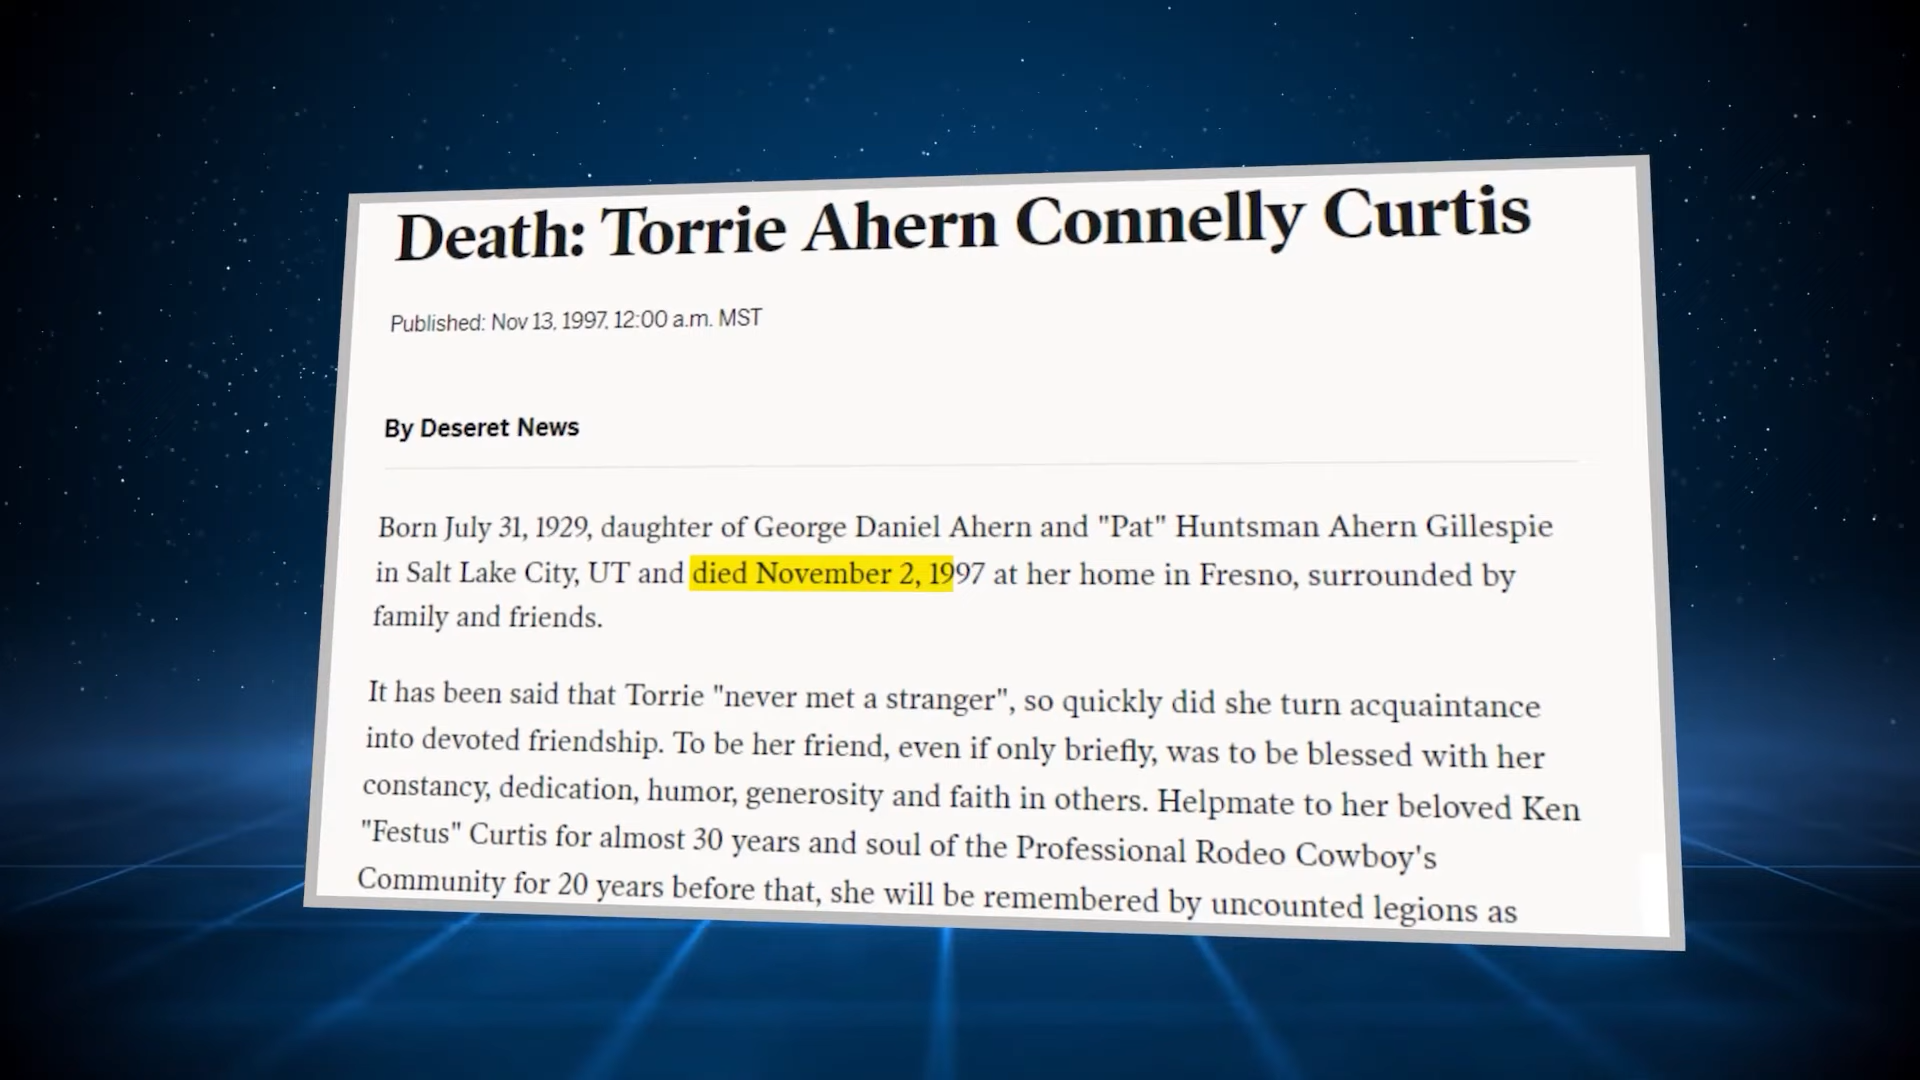 Death: Torrie Ahern Connelly Curtis
Published: Nov 13, 1997, 12:00 a.m. MST
By Deseret News
Born July 31, 1929, daughter of George Daniel Ahern and "Pat" Huntsman Ahern Gillespie
in Salt Lake City, UT and died November 2, 1997 at her home in Fresno, surrounded by
family and friends.
It has been said that Torrie "never met a stranger", so quickly did she turn acquaintance
into devoted friendship. To be her friend, even if only briefly, was to be blessed with her
constancy, dedication, humor, generosity and faith in others. Helpmate to her beloved Ken
"Festus" Curtis for almost 30 years and soul of the Professional Rodeo Cowboy's
Community for 20 years before that, she will be remembered by uncounted legions as